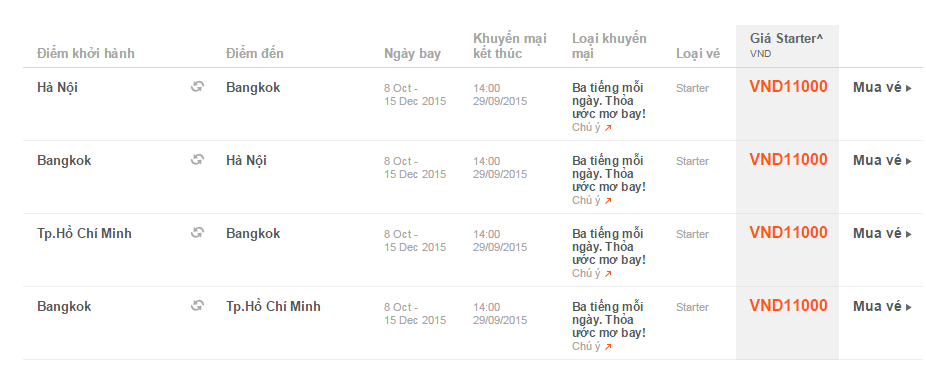 Điểm khởi hành
Điểm đến
Ngày bay
Khuyến mại
kết thúc
Loại khuyến
mại
Loại vé
Giá Starter^
VND
Hà Nội
Bangkok
8 Oct -
15 Dec 2015
14:00
29/09/2015
Ba tiếng mỗi
ngày. Thỏa
ước mơ bay!
Chú ý
Starter
VND11000
Mua vé
Bangkok
Hà Nội
8 Oct -
15 Dec 2015
14:00
29/09/2015
Ba tiếng mỗi
ngày. Thỏa
ước mơ bay!
Chú ý
Starter
VND11000
Mua vé
Tp.Hồ Chí Minh
Bangkok
8 Oct -
15 Dec 2015
14:00
29/09/2015
Ba tiếng mỗi
ngày. Thỏa
ước mơ bay!
Chú ý
Starter
VND11000
Mua vé
Bangkok
Tp.Hồ Chí Minh
8 Oct -
15 Dec 2015
14:00
29/09/2015
Ba tiếng mỗi
ngày. Thỏa
ước mơ bay!
Chú ý
Starter
VND11000
Mua vé